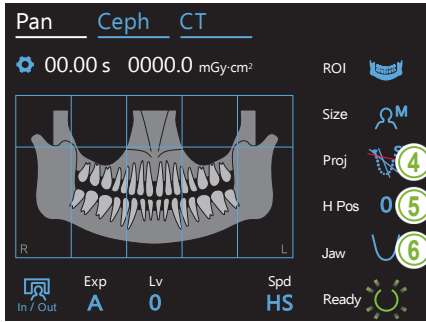 Pan Ceph CT
00.00 s 0000.0 mGy·cm²
ROI
Size M
Proj S 4
H Pos 0 5
Jaw 6
R L
In / Out
Exp A
Lv 0
Spd HS
Ready